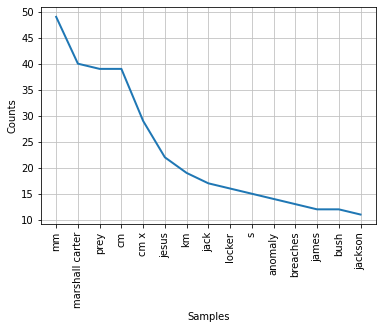 50
45
40
35
30
25
20
15
10
Counts
mm
marshall carter
prey
cm
cm x
jesus
km
jack
locker
s
anomaly
breaches
james
bush
jackson
Samples